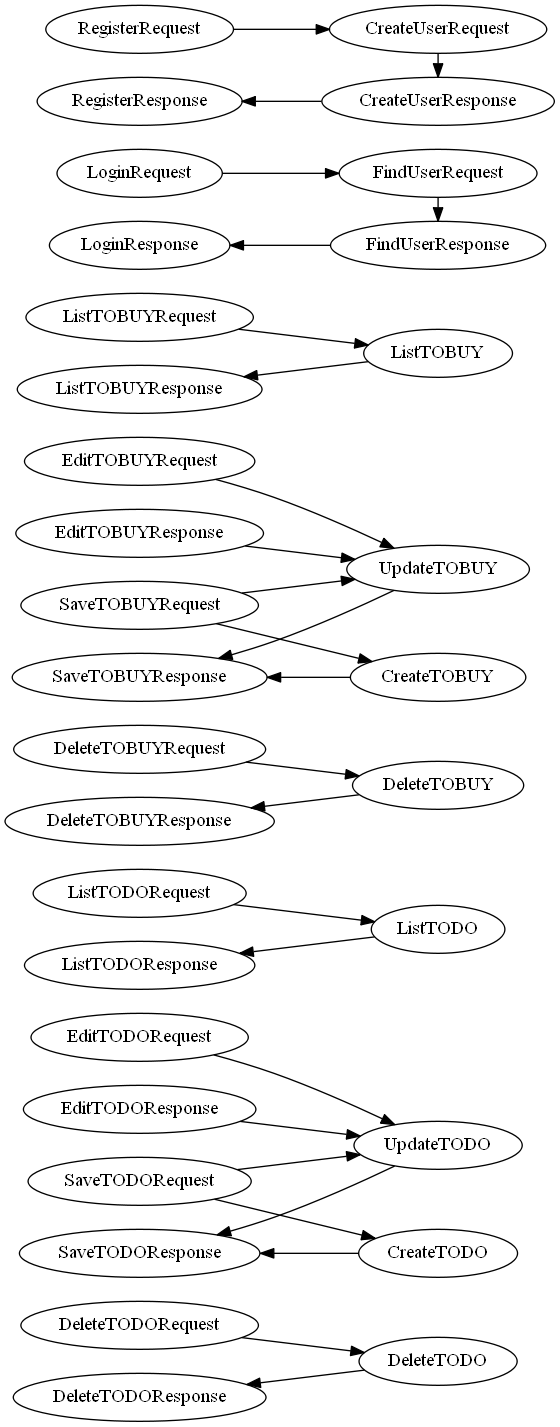 RegisterRequest
CreateUserRequest
RegisterResponse
CreateUserResponse
LoginRequest
FindUserRequest
LoginResponse
FindUserResponse
ListTOBUYRequest
ListTOBUY
ListTOBUYResponse
EditTOBUYRequest
EditTOBUYResponse
UpdateTOBUY
SaveTOBUYRequest
SaveTOBUYResponse
CreateTOBUY
DeleteTOBUYRequest
DeleteTOBUY
DeleteTOBUYResponse
ListTODORequest
ListTODO
ListTODOResponse
EditTODORequest
EditTODOResponse
UpdateTODO
SaveTODORequest
SaveTODOResponse
CreateTODO
DeleteTODORequest
DeleteTODO
DeleteTODOResponse